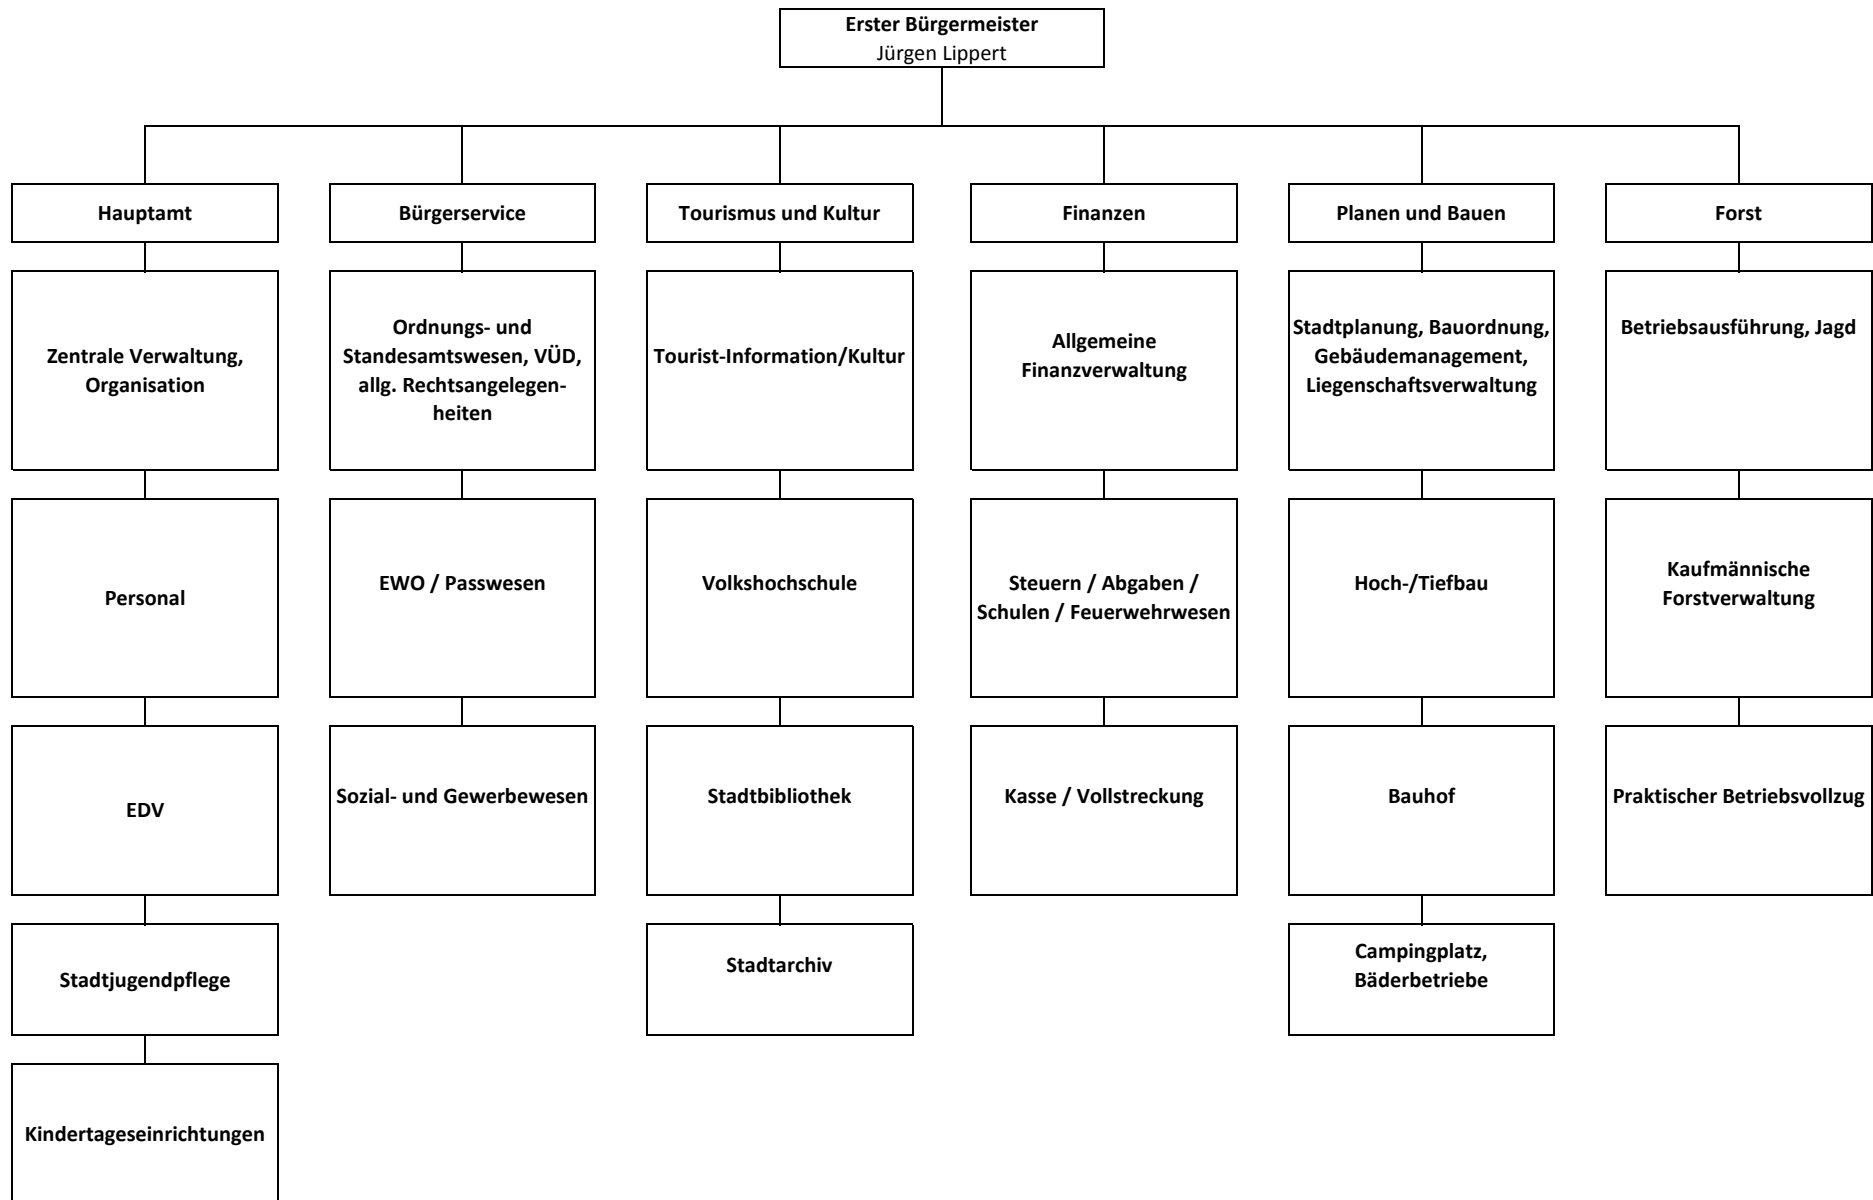 Erster Bürgermeister
Jürgen Lippert
Hauptamt
Bürgerservice
Tourismus und Kultur
Finanzen
Planen und Bauen
Forst
Zentrale Verwaltung,
Organisation
Ordnungs- und
Standesamtswesen, VÜD,
allg. Rechtsangelegen-
heiten
Tourist-Information/Kultur
Allgemeine
Finanzverwaltung
Stadtplanung, Bauordnung,
Gebäudemanagement,
Liegenschaftsverwaltung
Betriebsausführung, Jagd
Personal
EWO / Passwesen
Volkshochschule
Steuern / Abgaben /
Schulen / Feuerwehrwesen
Hoch-/Tiefbau
Kaufmännische
Forstverwaltung
EDV
Sozial- und Gewerbewesen
Stadtbibliothek
Kasse / Vollstreckung
Bauhof
Praktischer Betriebsvollzug
Stadtjugendpflege
Stadtarchiv
Campingplatz,
Bäderbetriebe
Kindertageseinrichtungen